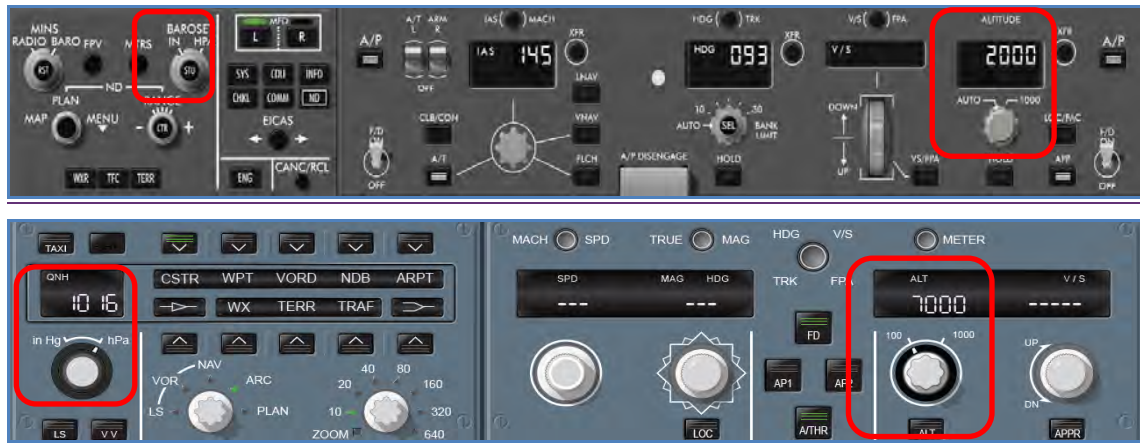 MINS
RADIO BARO FPV MTRS
BAROSET
IN HPA
RST
STD
ND
PLAN RANGE
MAP MENU
CTR
WXR TFC TERR
MFD
L R
SYS CDU INFO
CHKL COMM ND
EICAS
ENG
CANC/RCL
A/P
A/T ARM
L R
OFF
F/D
ON
OFF
CLB/CON
A/T
IAS MACH
IAS 145
XFR
LNAV
VNAV
FLCH
HDG TRK
HDG 093
XFR
10 30
AUTO SEL BANK
LIMIT
A/P DISENGAGE
HOLD
V/S FPA
V/S
DOWN
UP
VS/FPA
ALTITUDE
2000
XFR
AUTO 1000
HOLD
A/P
LOC/FAC
F/D
ON
APP
OFF
TAXI
QNH
1016
in Hg hPa
LS VV
CSTR WPT VORD NDB ARPT
WX TERR TRAF
NAV
VOR ARC
LS PLAN
40 80
20 160
10 320
ZOOM 640
MACH SPD
TRUE MAG
HDG V/S
TRK FPA
METER
SPD MAG HDG
--- ---
FD
AP1 AP2
A/THR
LOC
ALT V/S
7000 -----
100 1000
UP
DN
ALT APPR